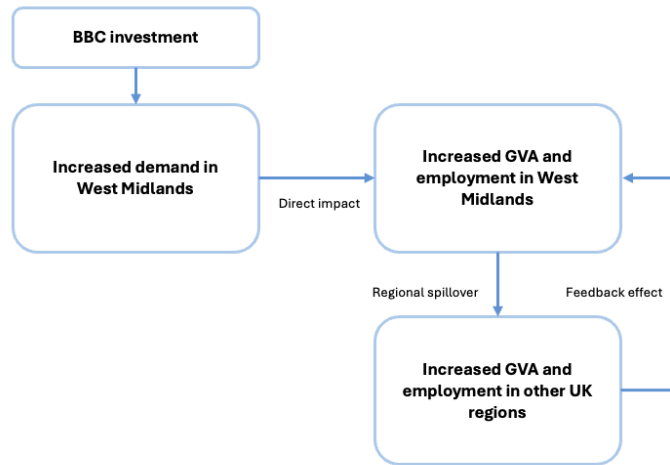 BBC investment
Increased demand in
West Midlands
Direct impact
Increased GVA and
employment in West
Midlands
Regional spillover
Feedback effect
Increased GVA and
employment in other UK
regions